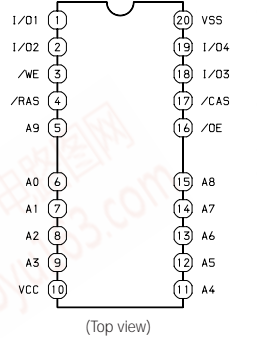 I/O1 1 20 VSS
I/O2 2 19 I/O4
/WE 3 18 I/O3
/RAS 4 17 /CAS
A9 5 16 /OE
A0 6 15 A8
A1 7 14 A7
A2 8 13 A6
A3 9 12 A5
VCC 10 11 A4
(Top view)